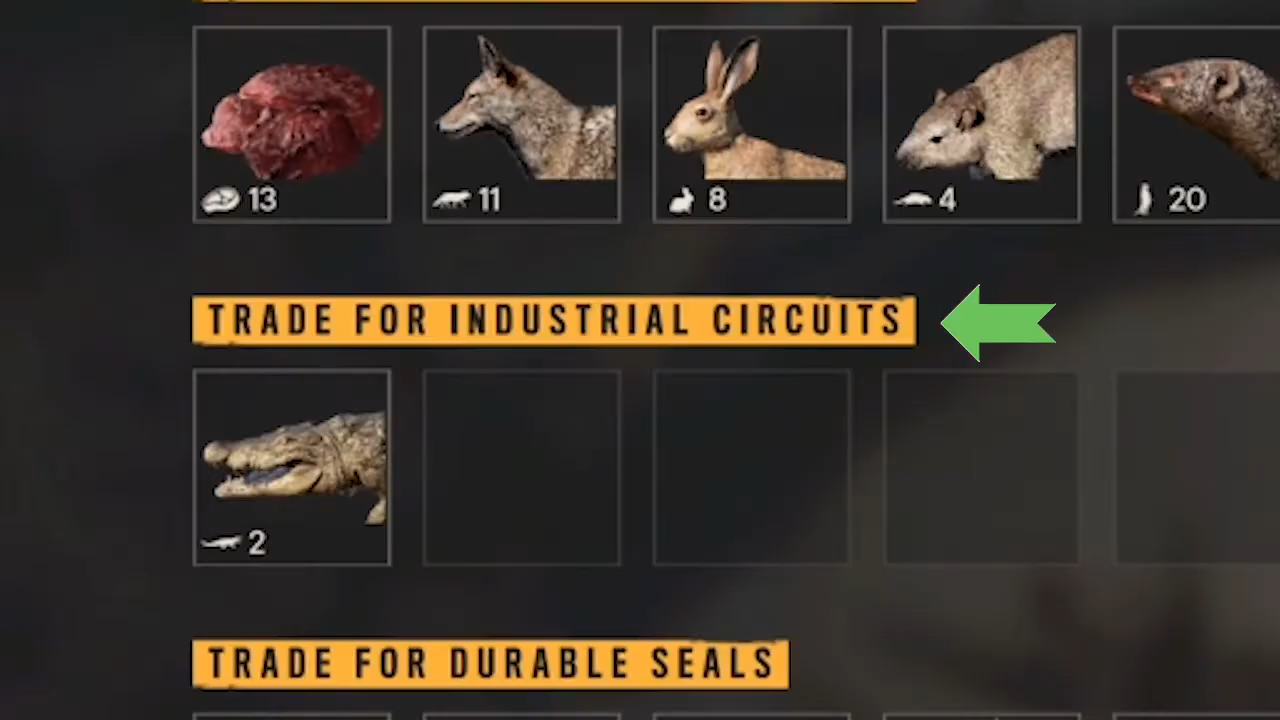 13 11 8 4 20
TRADE FOR INDUSTRIAL CIRCUITS
2
TRADE FOR DURABLE SEALS